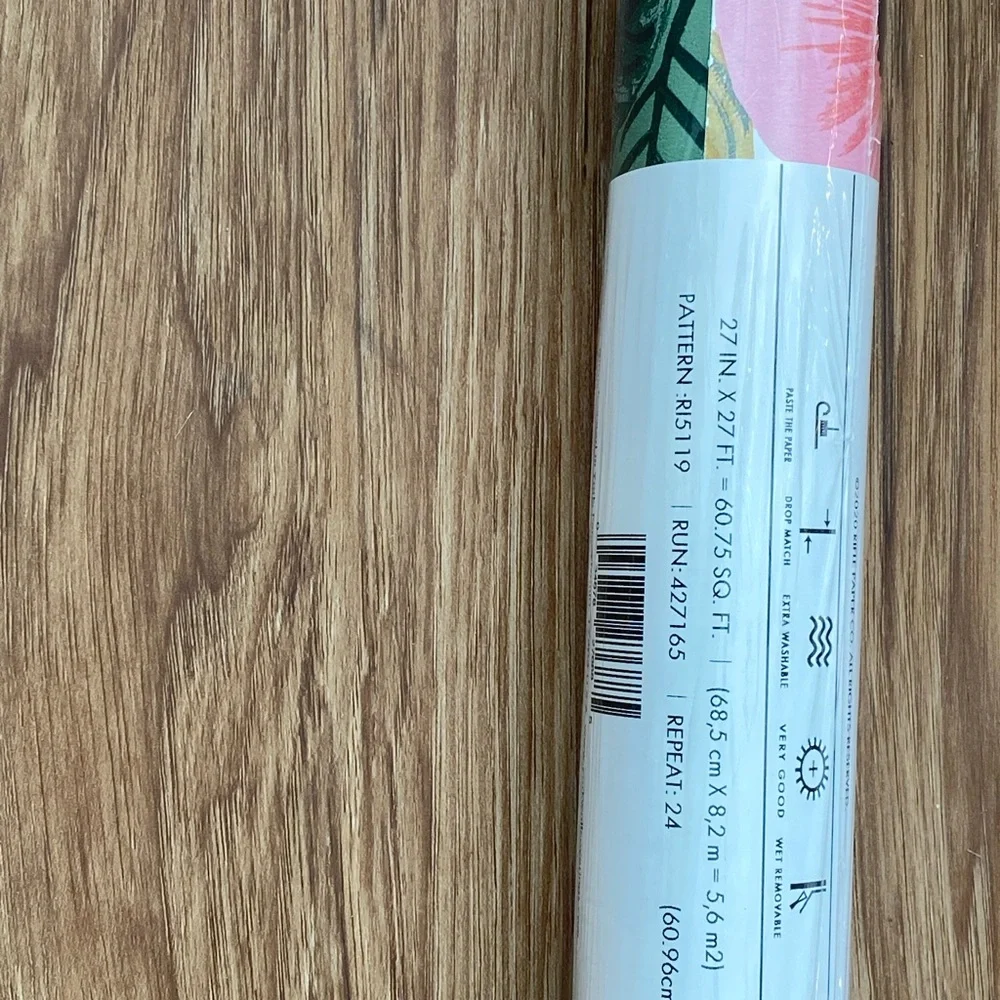 ©2020 RIFLE PAPER CO. ALL RIGHTS RESERVED
PASTE THE PAPER
DROP MATCH
EXTRA WASHABLE
VERY GOOD
WET REMOVABLE
27 IN. X 27 FT. = 60.75 SQ. FT. | (68,5 cm X 8,2 m = 5,6 m2)
PATTERN :RI5119 | RUN: 427165 | REPEAT: 24 (60.96cm